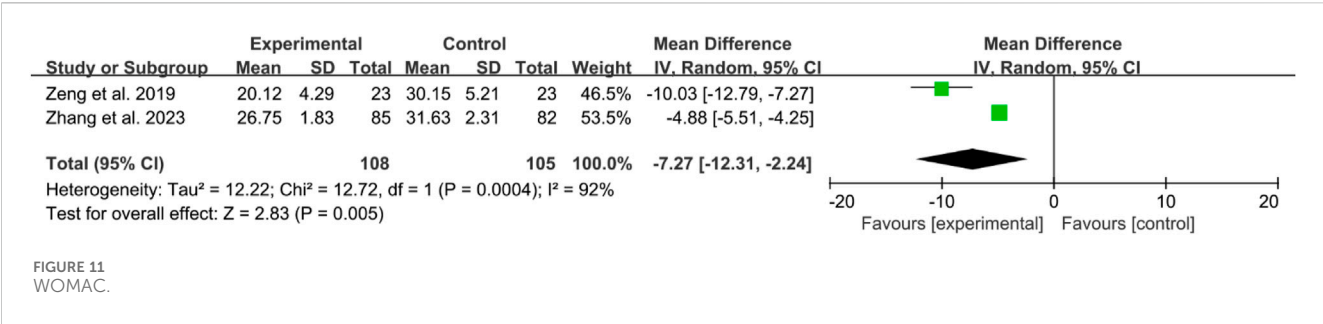 Experimental Control Mean Difference Mean Difference
Study or Subgroup Mean SD Total Mean SD Total Weight IV, Random, 95% CI IV, Random, 95% CI
Zeng et al. 2019 20.12 4.29 23 30.15 5.21 23 46.5% -10.03 [-12.79, -7.27]
Zhang et al. 2023 26.75 1.83 85 31.63 2.31 82 53.5% -4.88 [-5.51, -4.25]
Total (95% CI) 108 105 100.0% -7.27 [-12.31, -2.24]
Heterogeneity: Tau² = 12.22; Chi² = 12.72, df = 1 (P = 0.0004); I² = 92%
Test for overall effect: Z = 2.83 (P = 0.005)
-20 -10 0 10 20
Favours [experimental] Favours [control]
FIGURE 11
WOMAC.